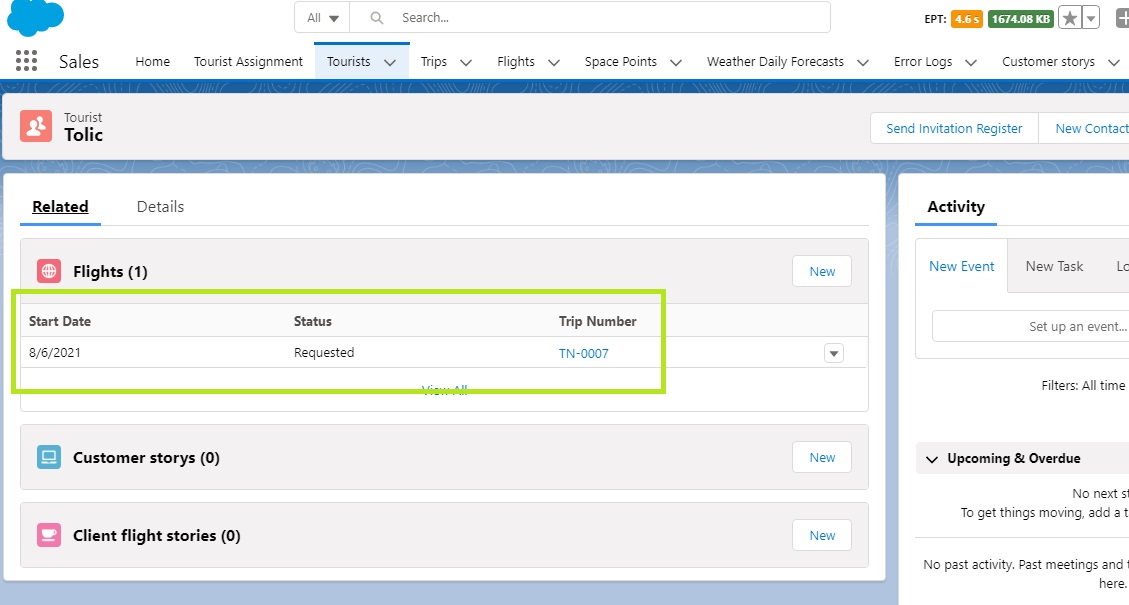 All Search... EPT: 4.6 s 1674.08 KB
Sales Home Tourist Assignment Tourists Trips Flights Space Points Weather Daily Forecasts Error Logs Customer storys
Tourist
Tolic
Send Invitation Register New Contact
Related Details
Flights (1) New
Start Date Status Trip Number
8/6/2021 Requested TN-0007
View All
Customer storys (0) New
Client flight stories (0) New
Activity
New Event New Task Lo
Set up an event...
Filters: All time
Upcoming & Overdue
No next st
To get things moving, add a t
No past activity. Past meetings and t
here.